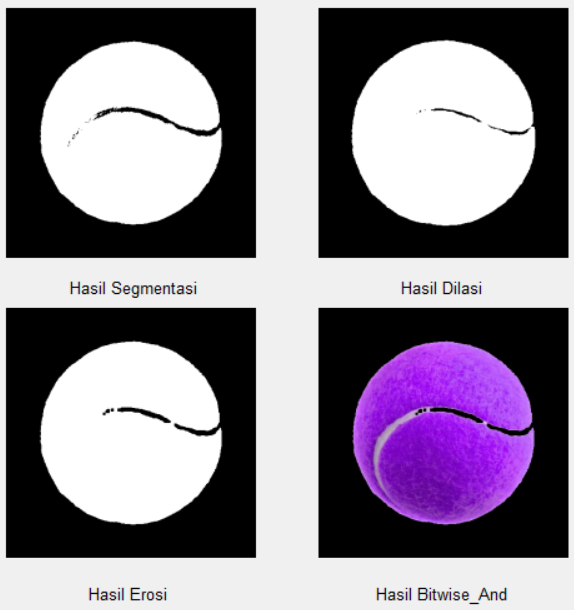 Hasil Segmentasi
Hasil Dilasi
Hasil Erosi
Hasil Bitwise_And